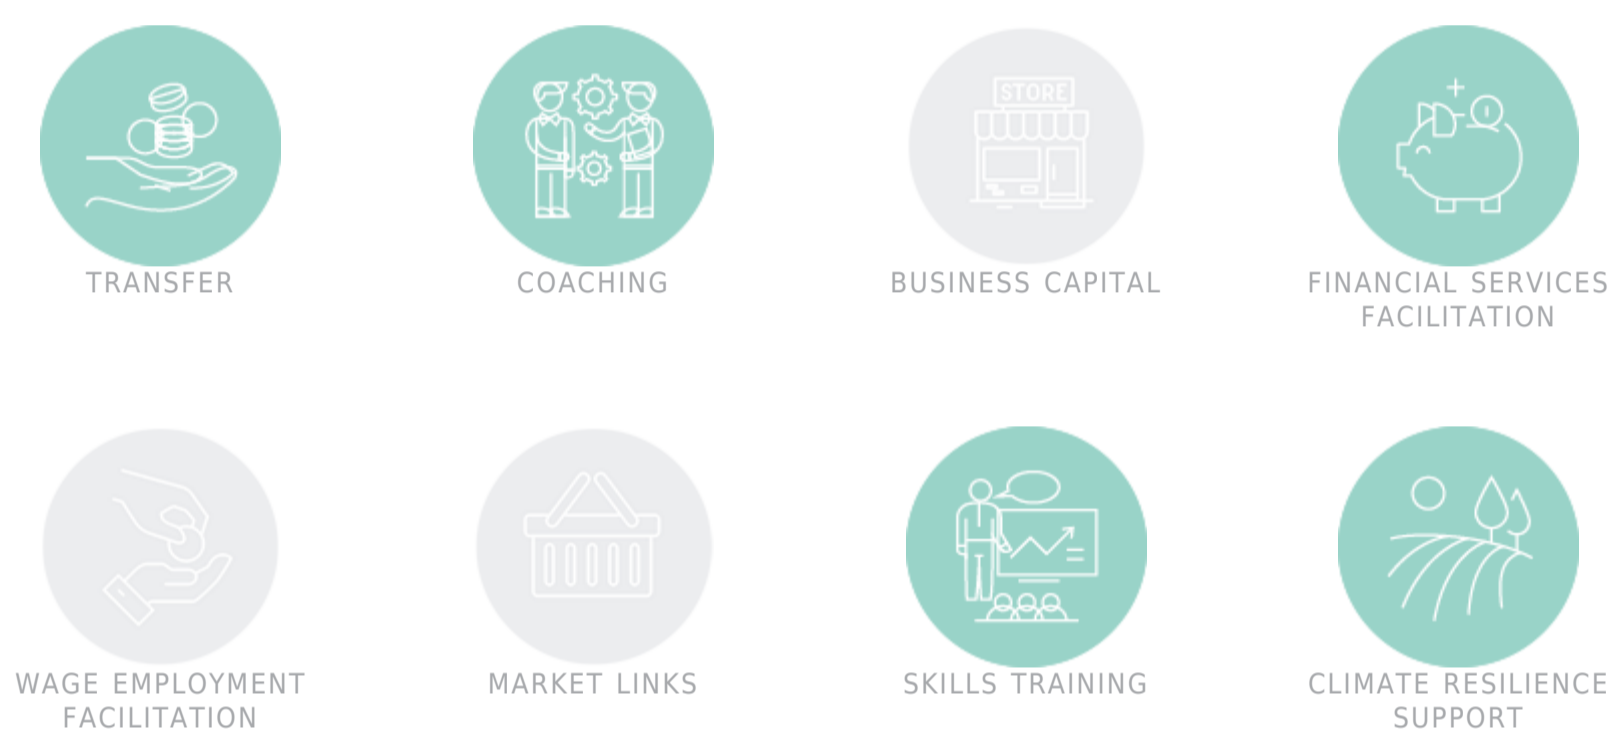 STORE
TRANSFER
COACHING
BUSINESS CAPITAL
FINANCIAL SERVICES
FACILITATION
WAGE EMPLOYMENT
FACILITATION
MARKET LINKS
SKILLS TRAINING
CLIMATE RESILIENCE
SUPPORT